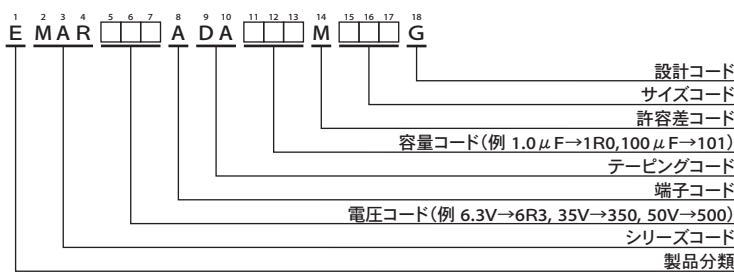 1 2 3 4 5 6 7 8 9 10 11 12 13 14 15 16 17 18
E MAR □□□ A DA □□□ M □□□ G
設計コード
サイズコード
許容差コード
容量コード(例 1.0μF→1R0,100μF→101)
テーピングコード
端子コード
電圧コード(例 6.3V→6R3, 35V→350, 50V→500)
シリーズコード
製品分類